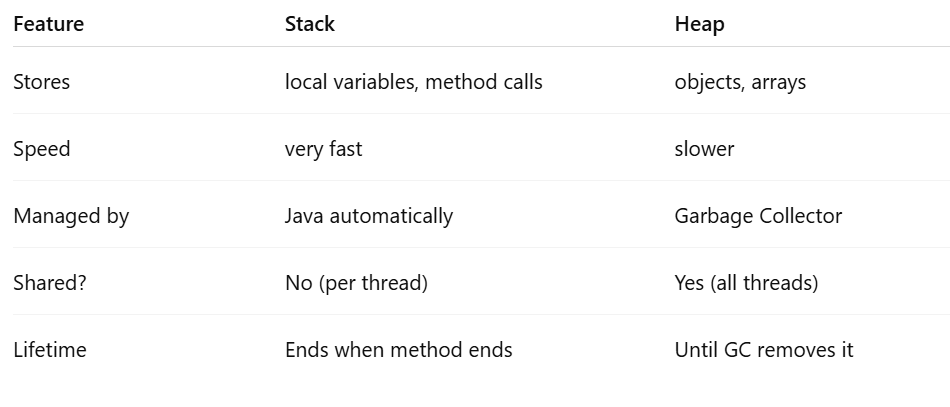 Feature Stack Heap
Stores local variables, method calls objects, arrays
Speed very fast slower
Managed by Java automatically Garbage Collector
Shared? No (per thread) Yes (all threads)
Lifetime Ends when method ends Until GC removes it